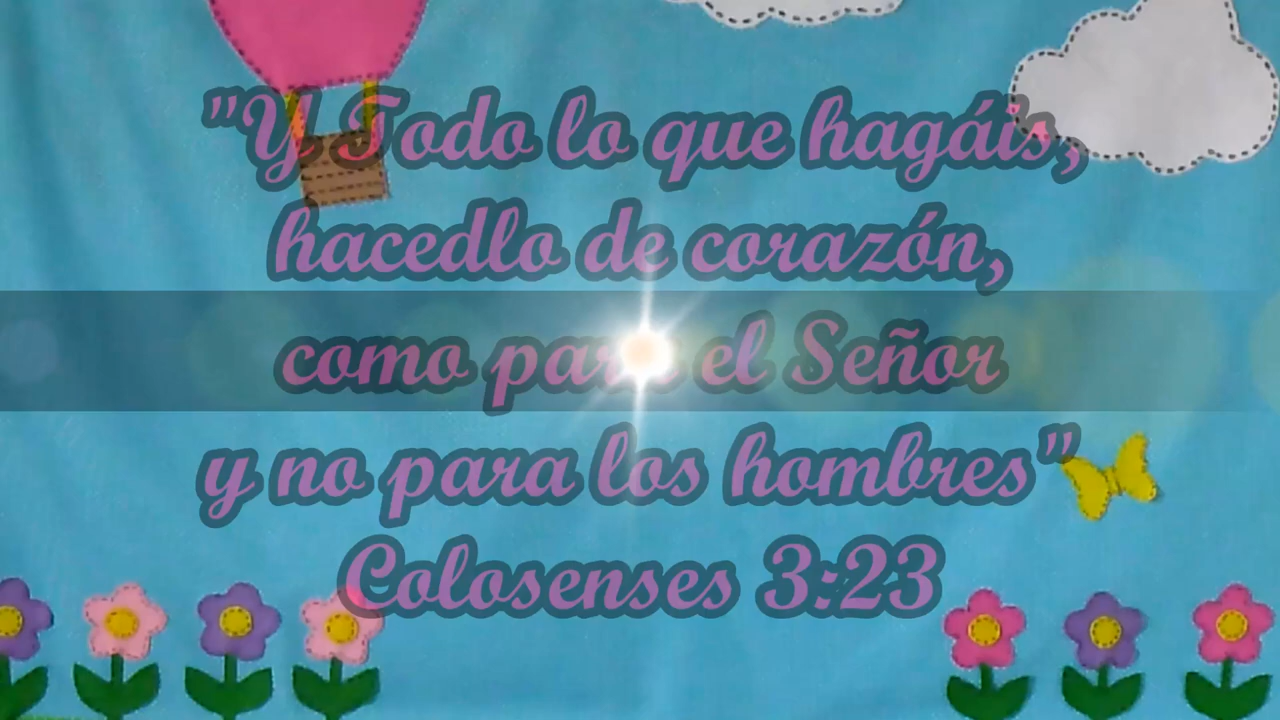 "Y Todo lo que hagáis,
hacedlo de corazón,
como para el Señor
y no para los hombres"
Colosenses 3:23